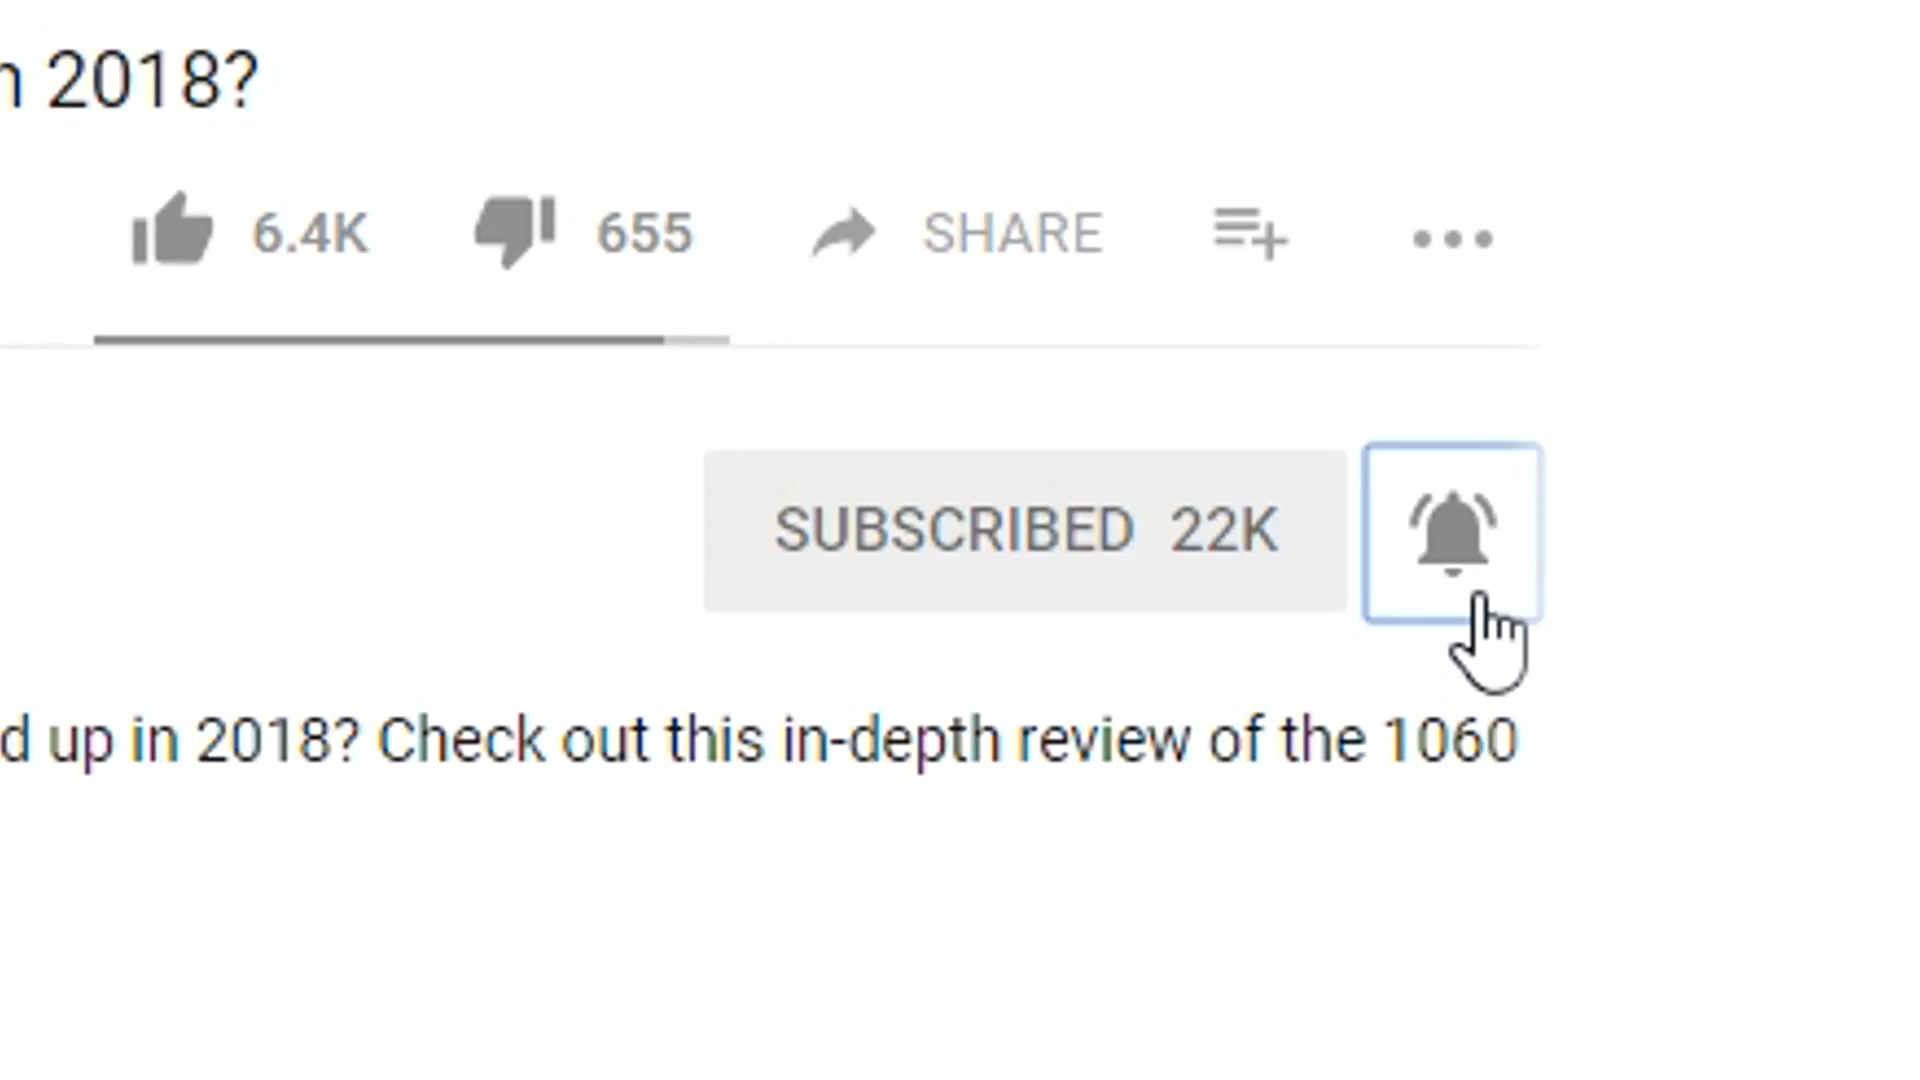 2018?
6.4K 655 SHARE
SUBSCRIBED 22K
up in 2018? Check out this in-depth review of the 1060